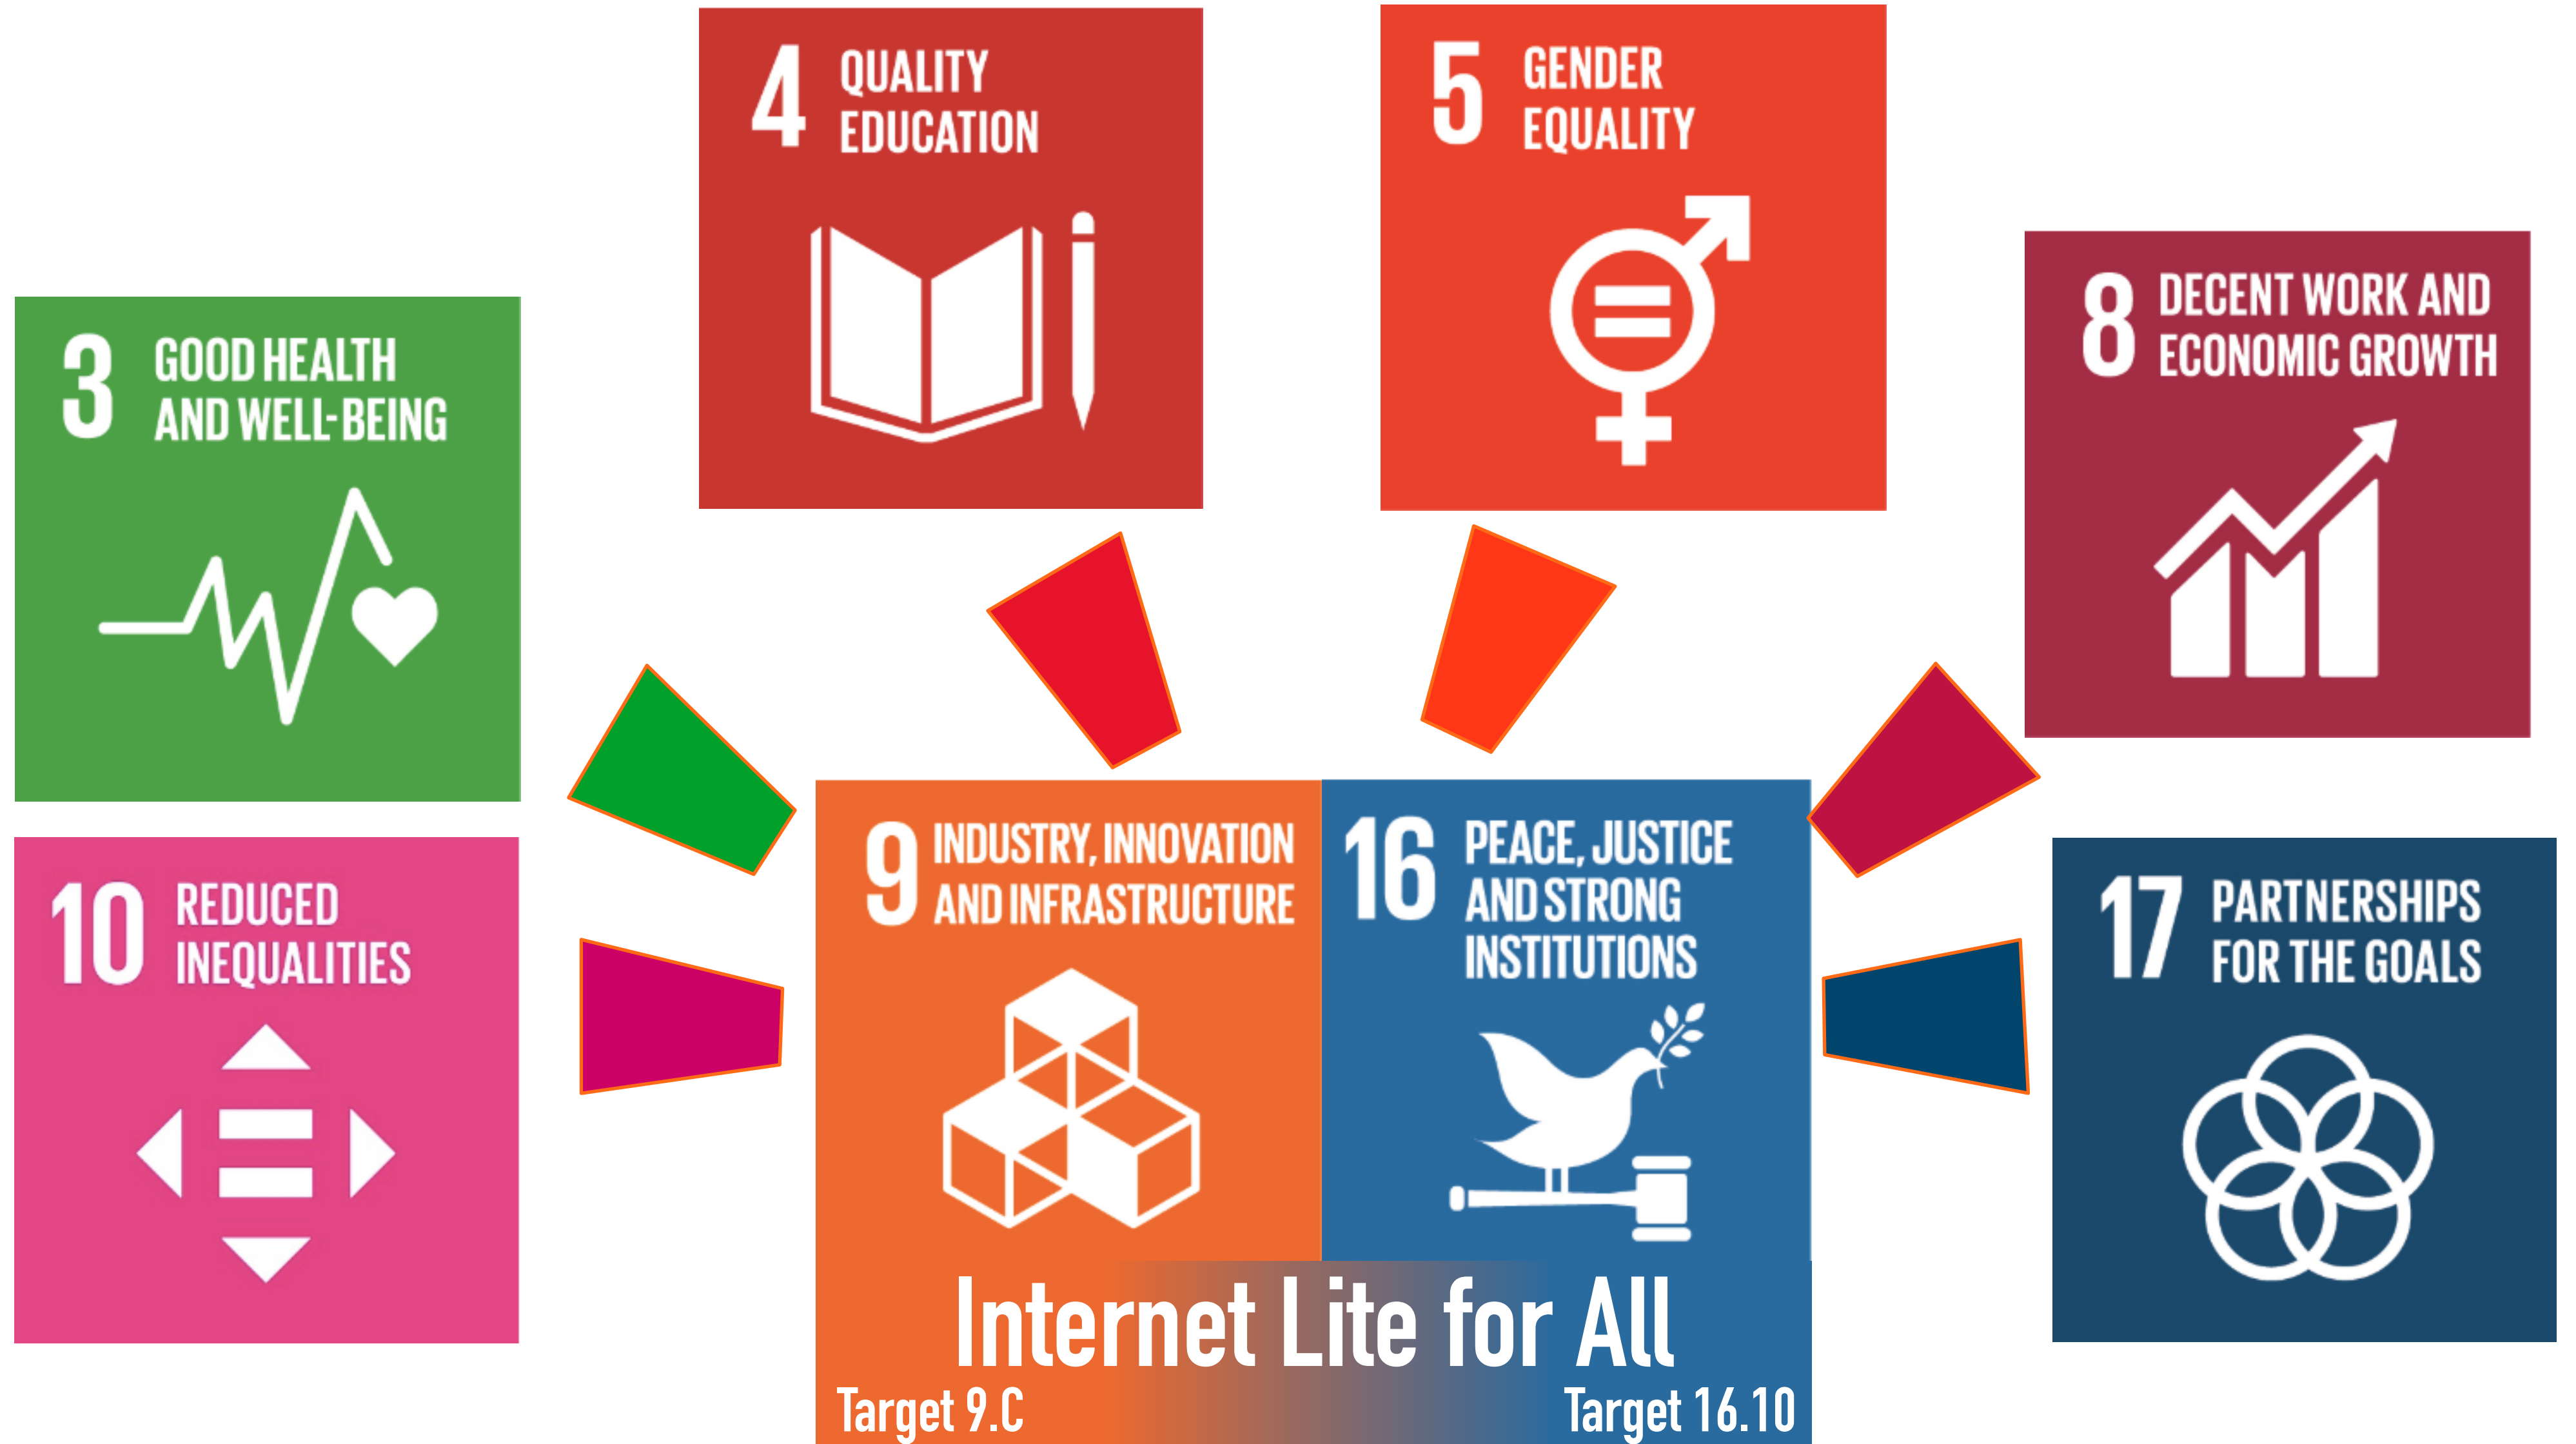 4 QUALITY
EDUCATION
5 GENDER
EQUALITY
3 GOOD HEALTH
AND WELL-BEING
8 DECENT WORK AND
ECONOMIC GROWTH
10 REDUCED
INEQUALITIES
9 INDUSTRY, INNOVATION
AND INFRASTRUCTURE
16 PEACE, JUSTICE
AND STRONG
INSTITUTIONS
17 PARTNERSHIPS
FOR THE GOALS
Internet Lite for All
Target 9.C
Target 16.10